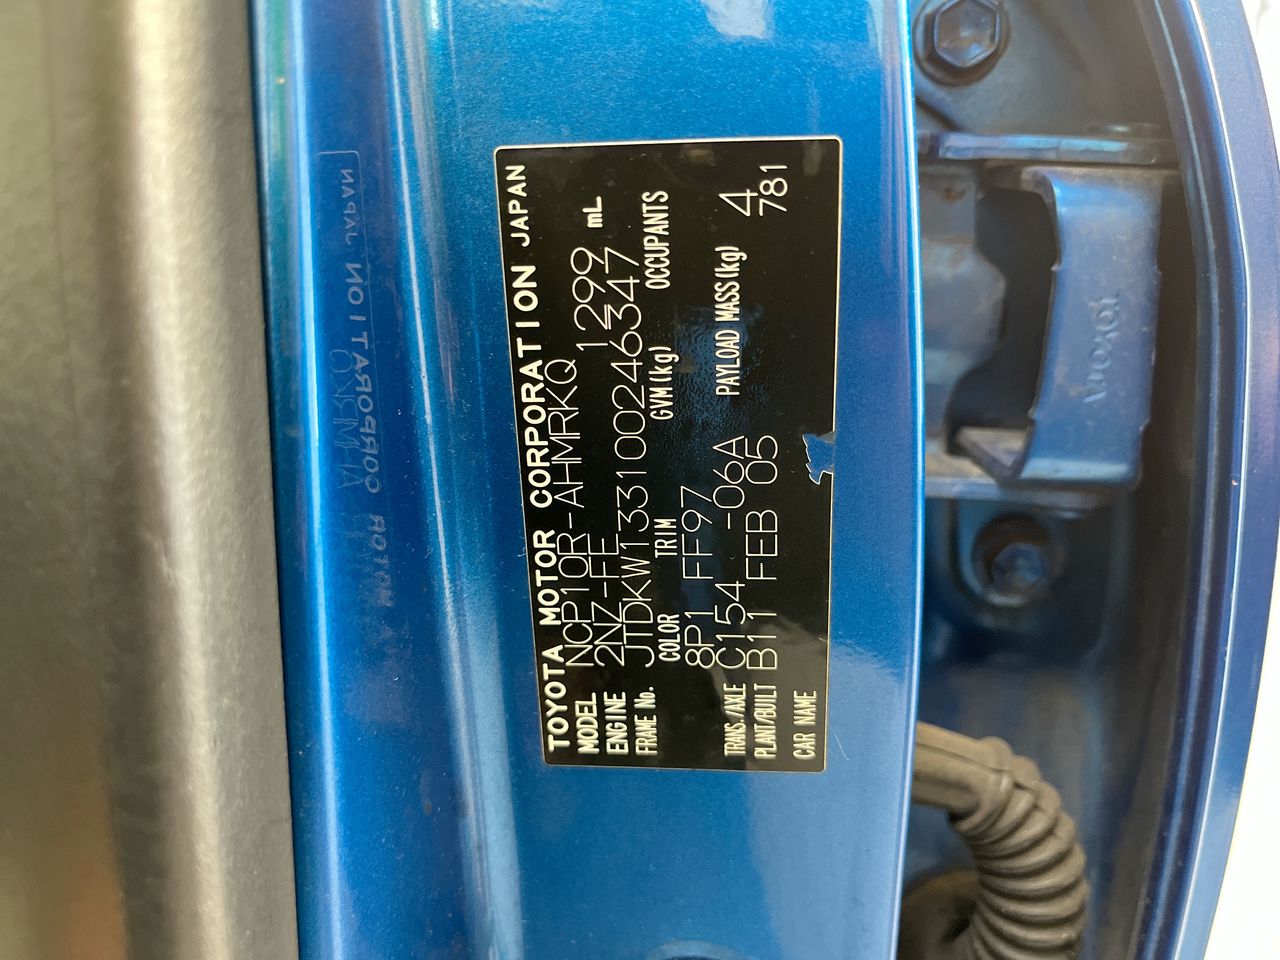 TOYOTA MOTOR CORPORATION JAPAN
MODEL NCP10R-AHMRKQ
ENGINE 2NZ-FE 1299 mL
FRAME No. JTDKW133100246347
COLOR TRIM GVM(kg) OCCUPANTS
8P1 FF97 4
TRANS./AXLE C154 -06A PAYLOAD MASS(kg) 781
PLANT/BUILT B11 FEB 05
CAR NAME
TOYOTA